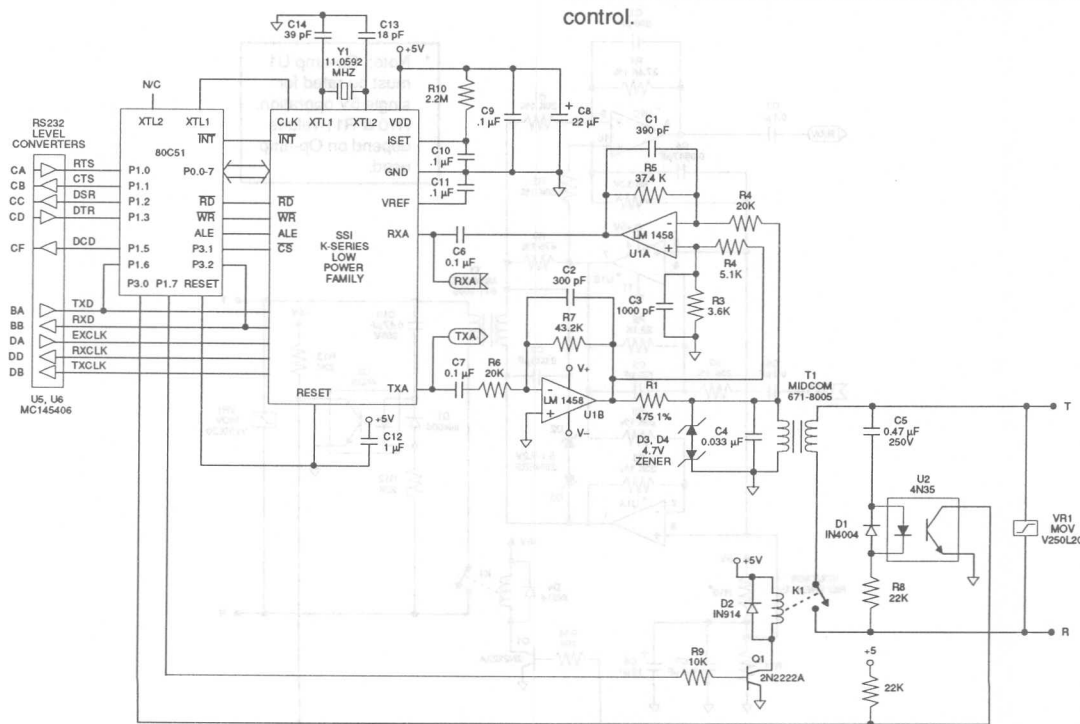 control.
C14
39 pF
C13
18 pF
Y1
11.0592
MHZ
+5V
N/C
R10
2.2M
C9
.1 µF
C8
22 µF
+
C10
.1 µF
C11
.1 µF
XTL2 XTL1
80C51
INT
P0.0-7
P1.0
P1.1
P1.2
P1.3
P1.5
P1.6
P3.0 P1.7 RESET
RD
WR
ALE
P3.1
P3.2
CLK XTL1 XTL2 VDD
INT
ISET
GND
VREF
RD
WR
ALE
CS
RXA
SSI
K-SERIES
LOW
POWER
FAMILY
TXA
RESET
RS232
LEVEL
CONVERTERS
CA RTS
CB CTS
CC DSR
CD DTR
CF DCD
BA TXD
BB RXD
DA EXCLK
DD RXCLK
DB TXCLK
U5, U6
MC145406
+5V
C12
1 µF
C6
0.1 µF
RXA
TXA
C7
0.1 µF
R6
20K
C1
390 pF
R5
37.4 K
LM 1458
-
+
U1A
R4
20K
R4
5.1K
C3
1000 pF
R3
3.6K
C2
300 pF
R7
43.2K
V+
-
LM 1458
+
U1B
V–
R1
475 1%
D3, D4
4.7V
ZENER
C4
0.033 µF
T1
MIDCOM
671-8005
C5
0.47 µF
250V
U2
4N35
D1
IN4004
R8
22K
VR1
MOV
V250L20
T
R
+5V
D2
IN914
K1
R9
10K
Q1
2N2222A
+5
22K